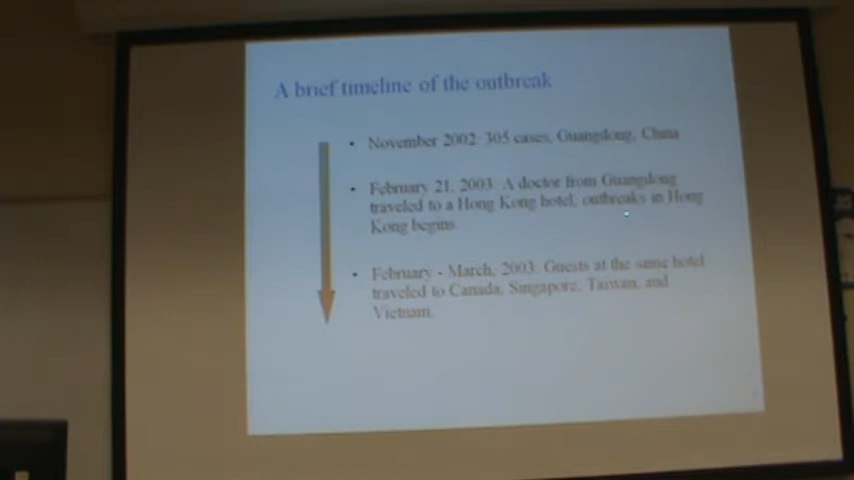 A brief timeline of the outbreak
• November 2002: 305 cases, Guangdong, China
• February 21, 2003: A doctor from Guangdong
traveled to a Hong Kong hotel; outbreaks in Hong
Kong begins.
• February - March, 2003: Guests at the same hotel
traveled to Canada, Singapore, Taiwan, and
Vietnam.